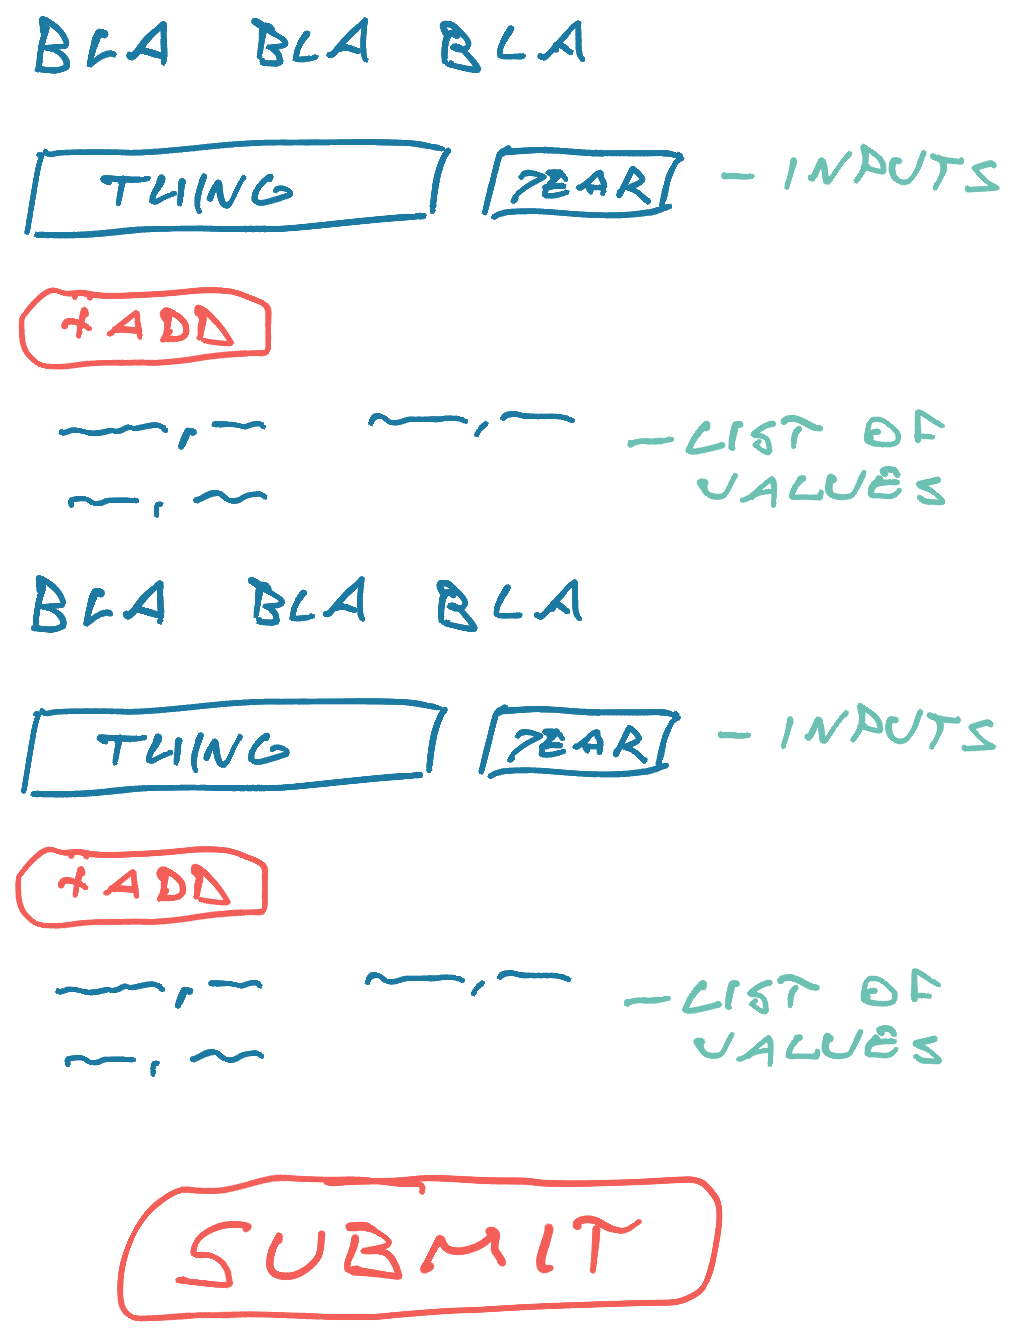 BLA BLA BLA
THING YEAR - INPUTS
+ ADD
- LIST OF
VALUES
BLA BLA BLA
THING YEAR - INPUTS
+ ADD
- LIST OF
VALUES
SUBMIT